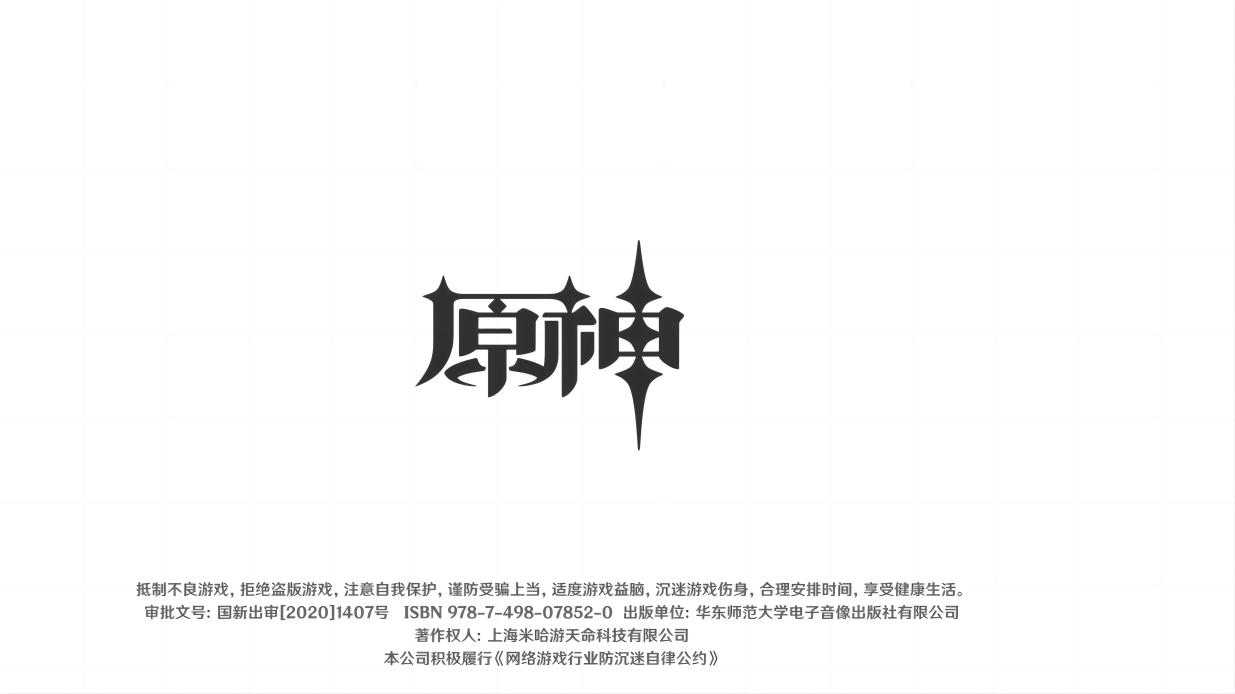 原神
抵制不良游戏, 拒绝盗版游戏, 注意自我保护, 谨防受骗上当, 适度游戏益脑, 沉迷游戏伤身, 合理安排时间, 享受健康生活。
审批文号: 国新出审[2020]1407号 ISBN 978-7-498-07852-0 出版单位: 华东师范大学电子音像出版社有限公司
著作权人: 上海米哈游天命科技有限公司
本公司积极履行《网络游戏行业防沉迷自律公约》